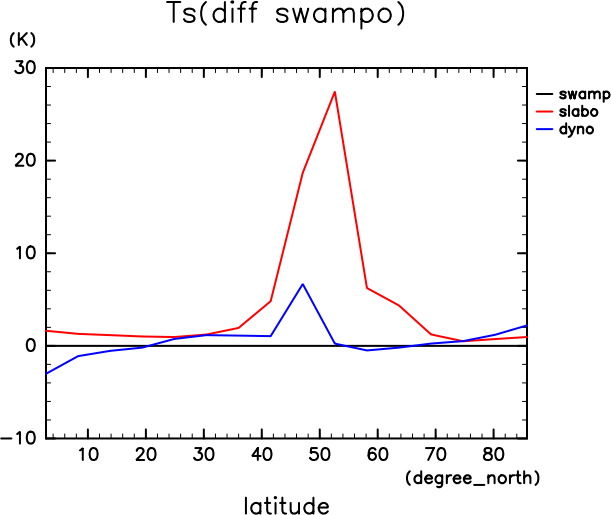 Ts(diff swampo)
(K)
30
20
10
0
-10
swamp
slabo
dyno
10 20 30 40 50 60 70 80
(degree_north)
latitude